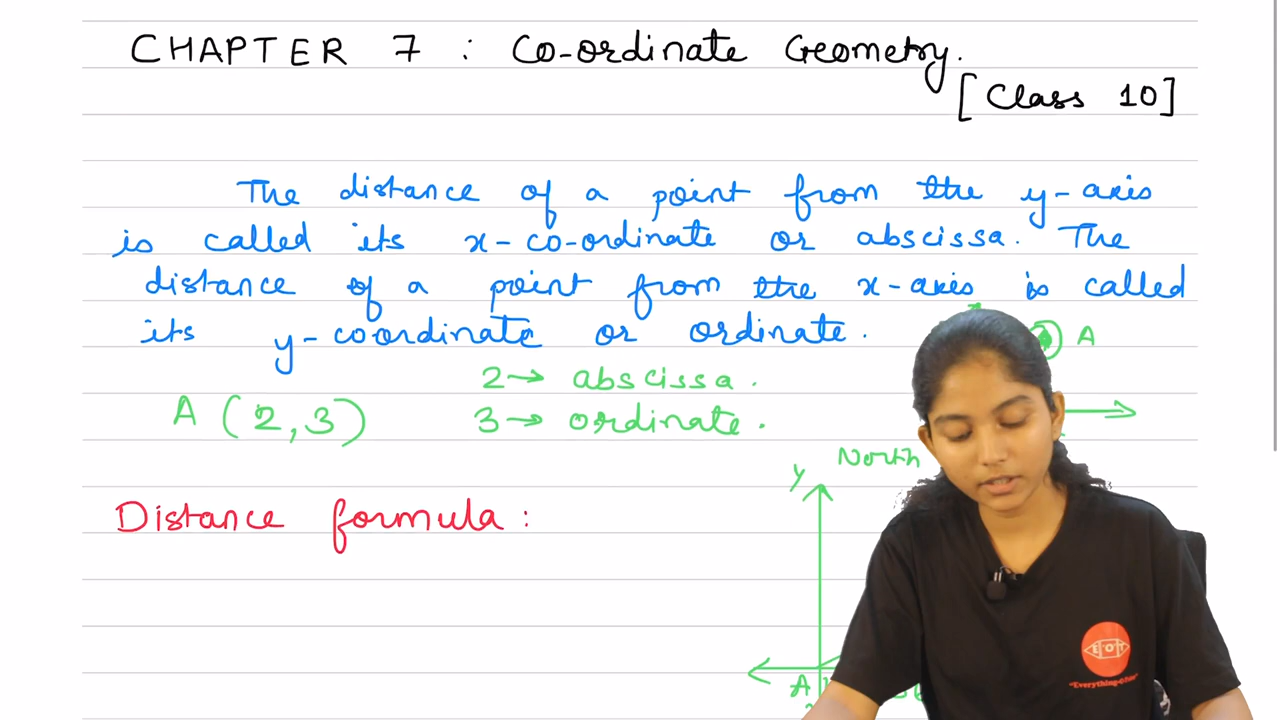 CHAPTER 7 : Co-ordinate Geometry.
[Class 10]
The distance of a point from the y-axis
is called its x-co-ordinate or abscissa. The
distance of a point from the x-axis is called
its y-coordinate or ordinate.
A
2→ abscissa.
A (2,3)
3→ ordinate.
North
Y
Distance formula:
A
EOT